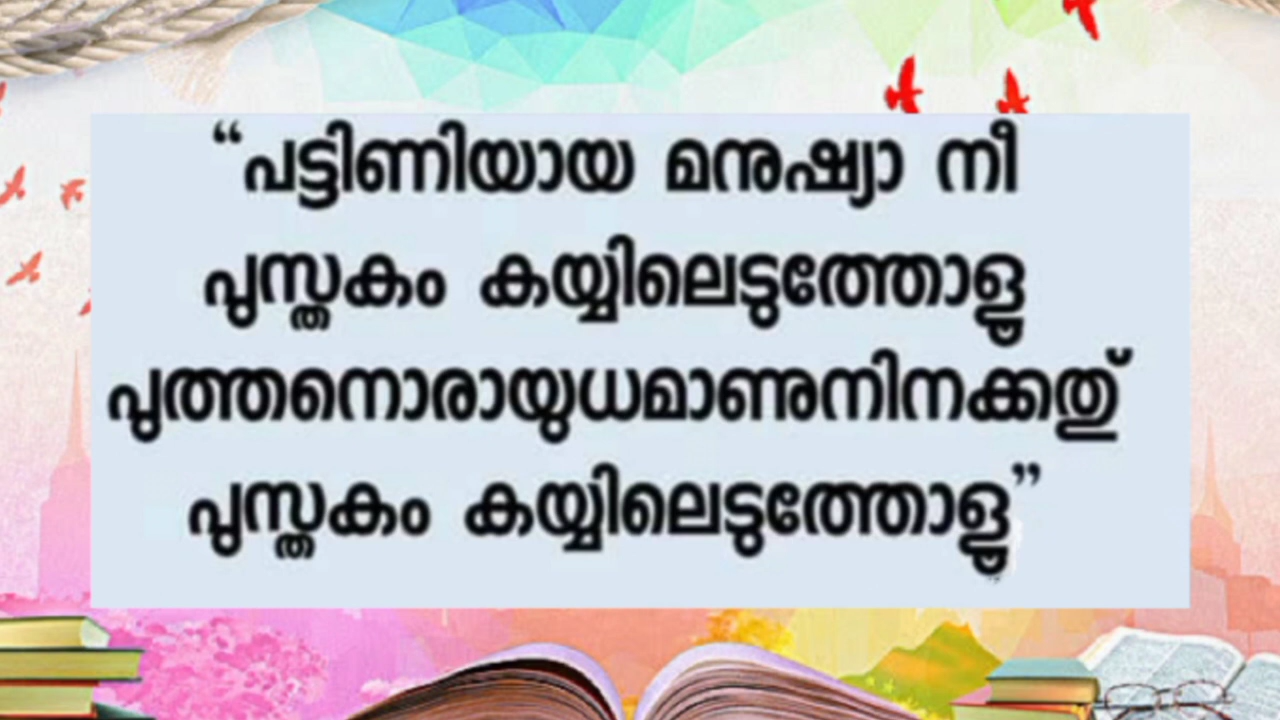 “പട്ടിണിയായ മനുഷ്യാ നീ
പുസ്തകം കയ്യിലെടുത്തോളൂ
പുത്തനൊരായുധമാണുനിനക്കതു്
പുസ്തകം കയ്യിലെടുത്തോളൂ”